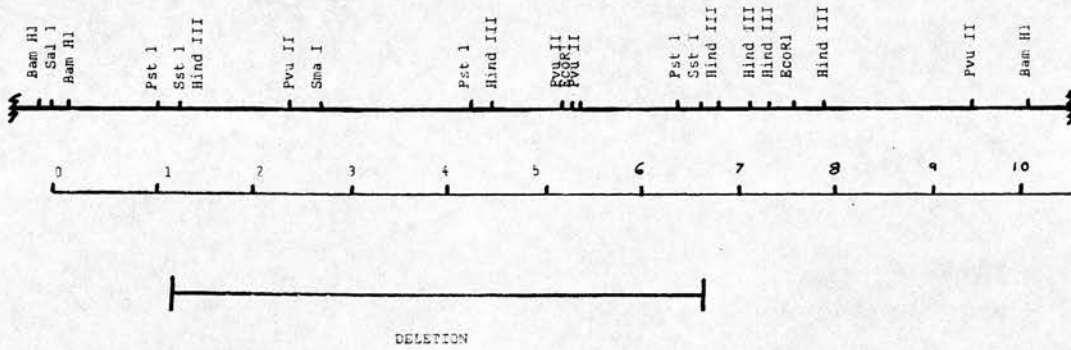 Bam H1
Sal 1
Bam H1
Pst 1
Sst 1
Hind III
Pvu II
Sma I
Pst 1
Hind III
Pvu II
EcoR1
Pvu II
Pst 1
Sst I
Hind III
Hind III
Hind III
EcoR1
Hind III
Pvu II
Bam H1
0 1 2 3 4 5 6 7 8 9 10
DELETION